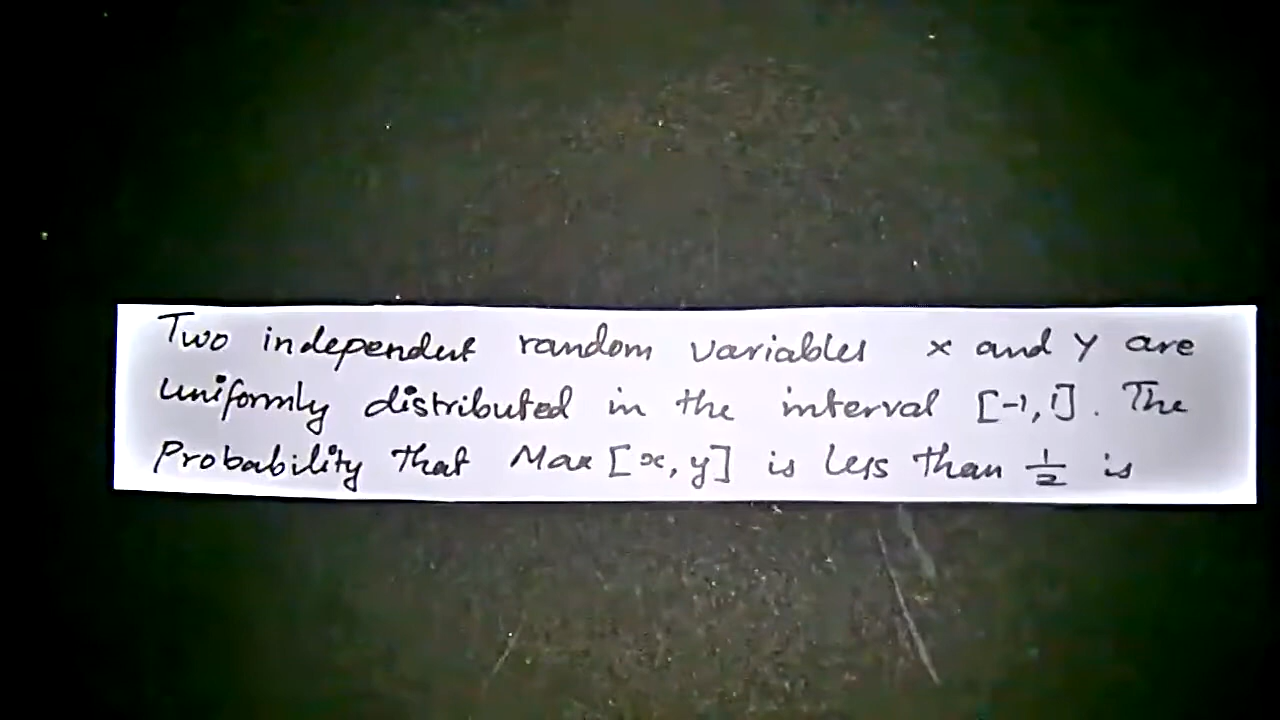 Two independent random variables x and y are
uniformly distributed in the interval [-1, 1]. The
Probability that Max [x, y] is less than 1/2 is